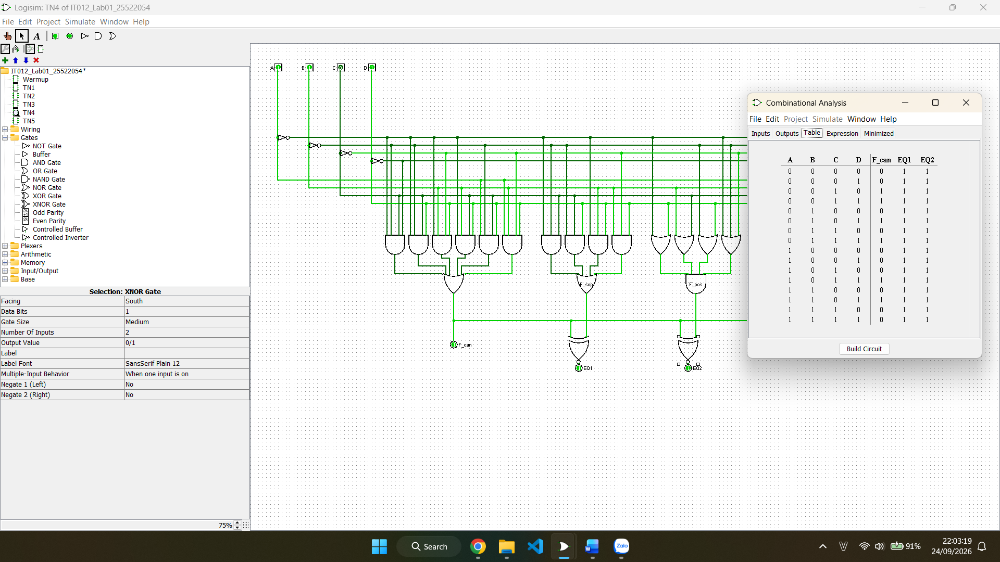 Logisim: TN4 of IT012_Lab01_25522054
File Edit Project Simulate Window Help
A
IT012_Lab01_25522054*
Warmup
TN1
TN2
TN3
TN4
TN5
Wiring
Gates
NOT Gate
Buffer
AND Gate
OR Gate
NAND Gate
NOR Gate
XOR Gate
XNOR Gate
Odd Parity
Even Parity
Controlled Buffer
Controlled Inverter
Plexers
Arithmetic
Memory
Input/Output
Base
Selection: XNOR Gate
Facing South
Data Bits 1
Gate Size Medium
Number Of Inputs 2
Output Value 0/1
Label
Label Font SansSerif Plain 12
Multiple-Input Behavior When one input is on
Negate 1 (Left) No
Negate 2 (Right) No
75%
A 1 B 1 C 0 D 1
F_sop F_pos
1 F_can
1 EQ1 1 EQ2
Combinational Analysis
File Edit Project Simulate Window Help
Inputs Outputs Table Expression Minimized
A B C D F_can EQ1 EQ2
0 0 0 0 0 1 1
0 0 0 1 0 1 1
0 0 1 0 1 1 1
0 0 1 1 1 1 1
0 1 0 0 0 1 1
0 1 0 1 1 1 1
0 1 1 0 0 1 1
0 1 1 1 1 1 1
1 0 0 0 0 1 1
1 0 0 1 0 1 1
1 0 1 0 0 1 1
1 0 1 1 1 1 1
1 1 0 0 0 1 1
1 1 0 1 1 1 1
1 1 1 0 0 1 1
1 1 1 1 0 1 1
Build Circuit
Search
Zalo
V
91%
22:03:19
24/09/2026